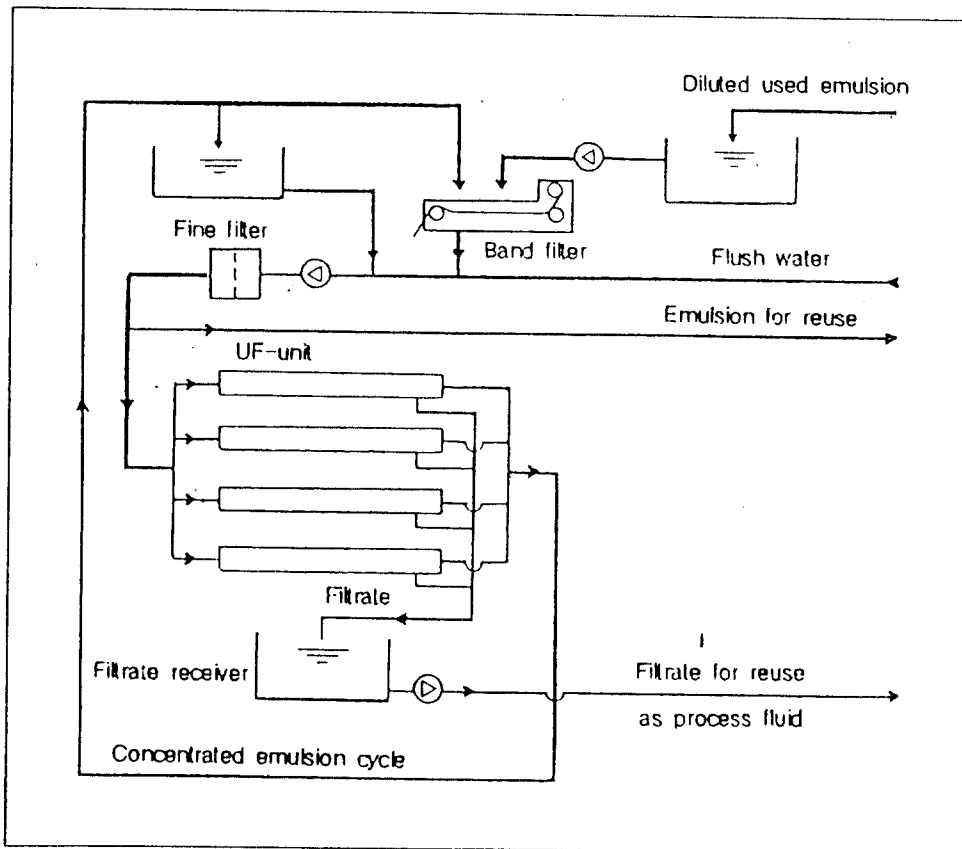 Diluted used emulsion
Fine filter
Band filter
Flush water
Emulsion for reuse
UF-unit
Filtrate
Filtrate receiver
Filtrate for reuse
as process fluid
Concentrated emulsion cycle